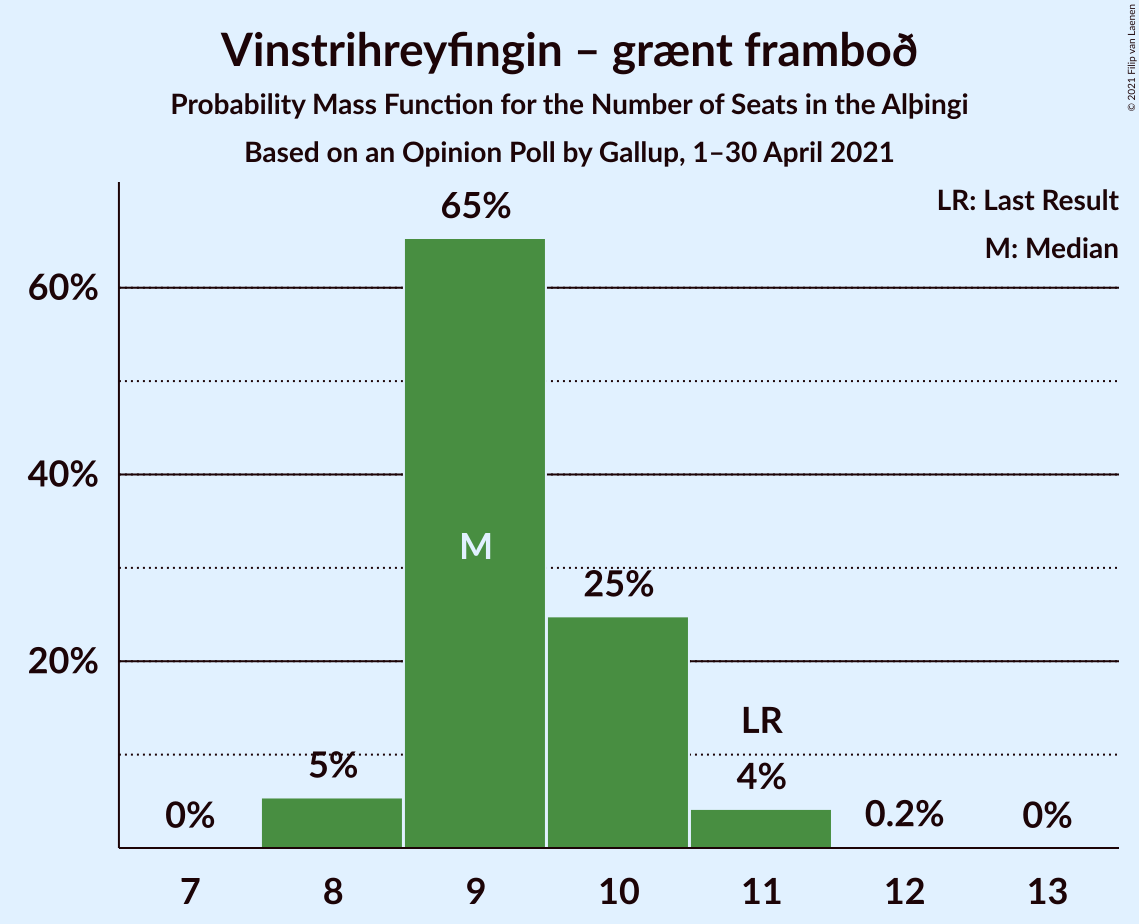 Vinstrihreyfingin – grænt framboð
Probability Mass Function for the Number of Seats in the Alþingi
Based on an Opinion Poll by Gallup, 1–30 April 2021
© 2021 Filip van Laenen
LR: Last Result
M: Median
65%
60%
40%
M
25%
20%
LR
5%
4%
0%
0.2%
0%
7 8 9 10 11 12 13